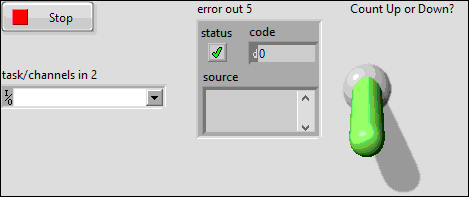 error out 5
Count Up or Down?
Stop
status
code
d0
source
task/channels in 2
I/O